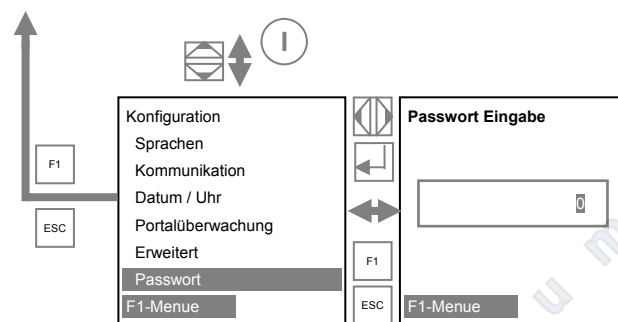 I
F1
ESC
Konfiguration
Sprachen
Kommunikation
Datum / Uhr
Portalüberwachung
Erweitert
Passwort
F1-Menue
F1
ESC
Passwort Eingabe
0
F1-Menue